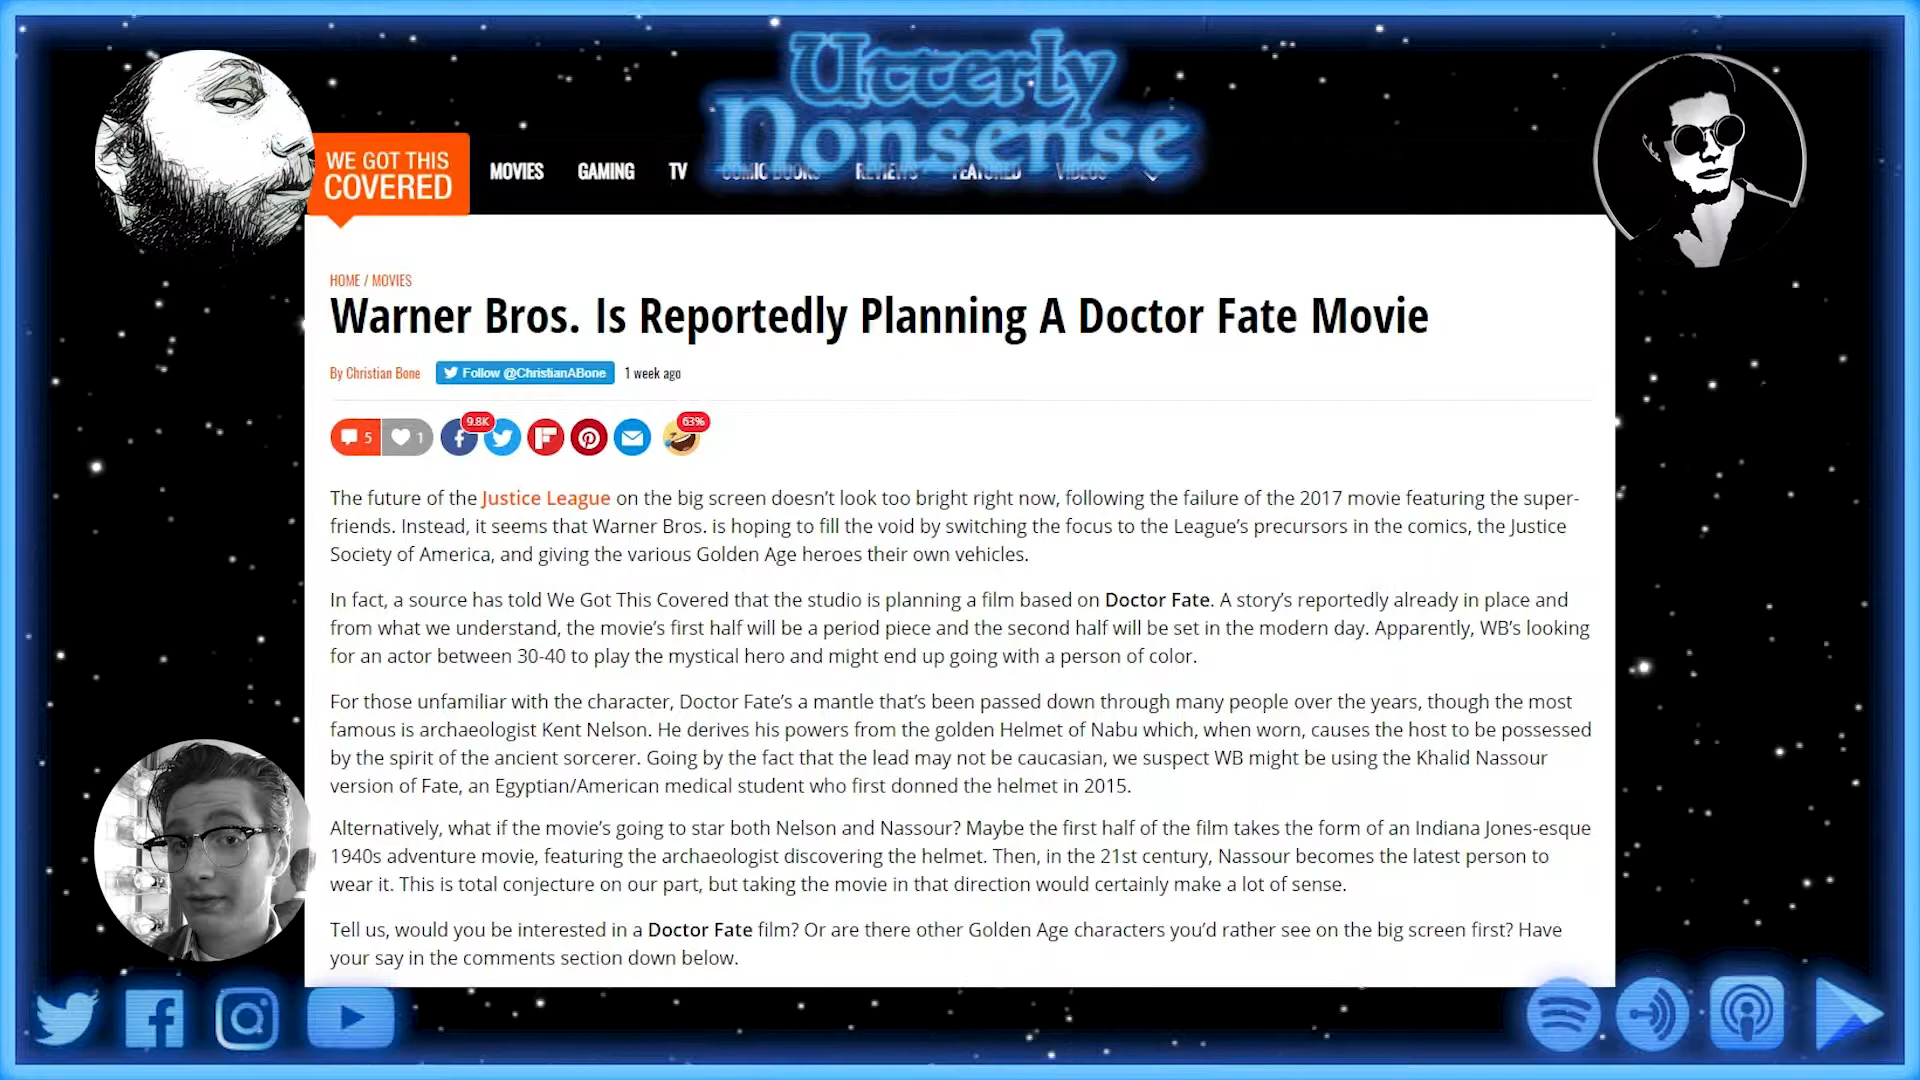 Utterly
Nonsense
WE GOT THIS
COVERED
MOVIES GAMING TV COMIC BOOKS REVIEWS FEATURED VIDEOS
HOME / MOVIES
Warner Bros. Is Reportedly Planning A Doctor Fate Movie
By Christian Bone Follow @ChristianABone 1 week ago
5 1 9.8K 63%
The future of the Justice League on the big screen doesn't look too bright right now, following the failure of the 2017 movie featuring the super-
friends. Instead, it seems that Warner Bros. is hoping to fill the void by switching the focus to the League's precursors in the comics, the Justice
Society of America, and giving the various Golden Age heroes their own vehicles.
In fact, a source has told We Got This Covered that the studio is planning a film based on Doctor Fate. A story's reportedly already in place and
from what we understand, the movie's first half will be a period piece and the second half will be set in the modern day. Apparently, WB's looking
for an actor between 30-40 to play the mystical hero and might end up going with a person of color.
For those unfamiliar with the character, Doctor Fate's a mantle that's been passed down through many people over the years, though the most
famous is archaeologist Kent Nelson. He derives his powers from the golden Helmet of Nabu which, when worn, causes the host to be possessed
by the spirit of the ancient sorcerer. Going by the fact that the lead may not be caucasian, we suspect WB might be using the Khalid Nassour
version of Fate, an Egyptian/American medical student who first donned the helmet in 2015.
Alternatively, what if the movie's going to star both Nelson and Nassour? Maybe the first half of the film takes the form of an Indiana Jones-esque
1940s adventure movie, featuring the archaeologist discovering the helmet. Then, in the 21st century, Nassour becomes the latest person to
wear it. This is total conjecture on our part, but taking the movie in that direction would certainly make a lot of sense.
Tell us, would you be interested in a Doctor Fate film? Or are there other Golden Age characters you'd rather see on the big screen first? Have
your say in the comments section down below.